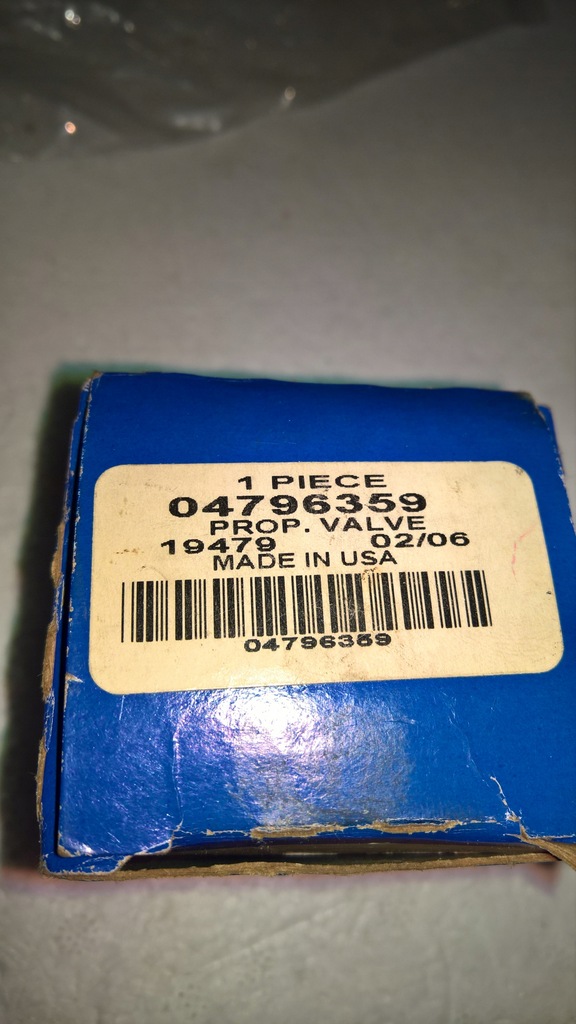 1 PIECE
04796359
PROP. VALVE
19479 02/06
MADE IN USA
04796359